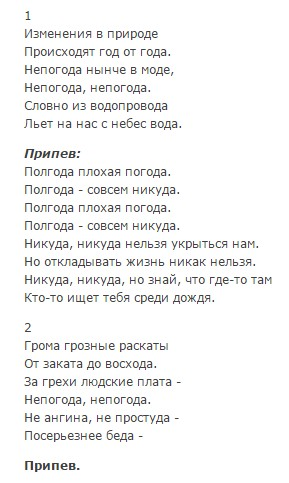 1
Изменения в природе
Происходят год от года.
Непогода нынче в моде,
Непогода, непогода.
Словно из водопровода
Льет на нас с небес вода.
Припев:
Полгода плохая погода.
Полгода - совсем никуда.
Полгода плохая погода.
Полгода - совсем никуда.
Никуда, никуда нельзя укрыться нам.
Но откладывать жизнь никак нельзя.
Никуда, никуда, но знай, что где-то там
Кто-то ищет тебя среди дождя.
2
Грома грозные раскаты
От заката до восхода.
За грехи людские плата -
Непогода, непогода.
Не ангина, не простуда -
Посерьезнее беда -
Припев.